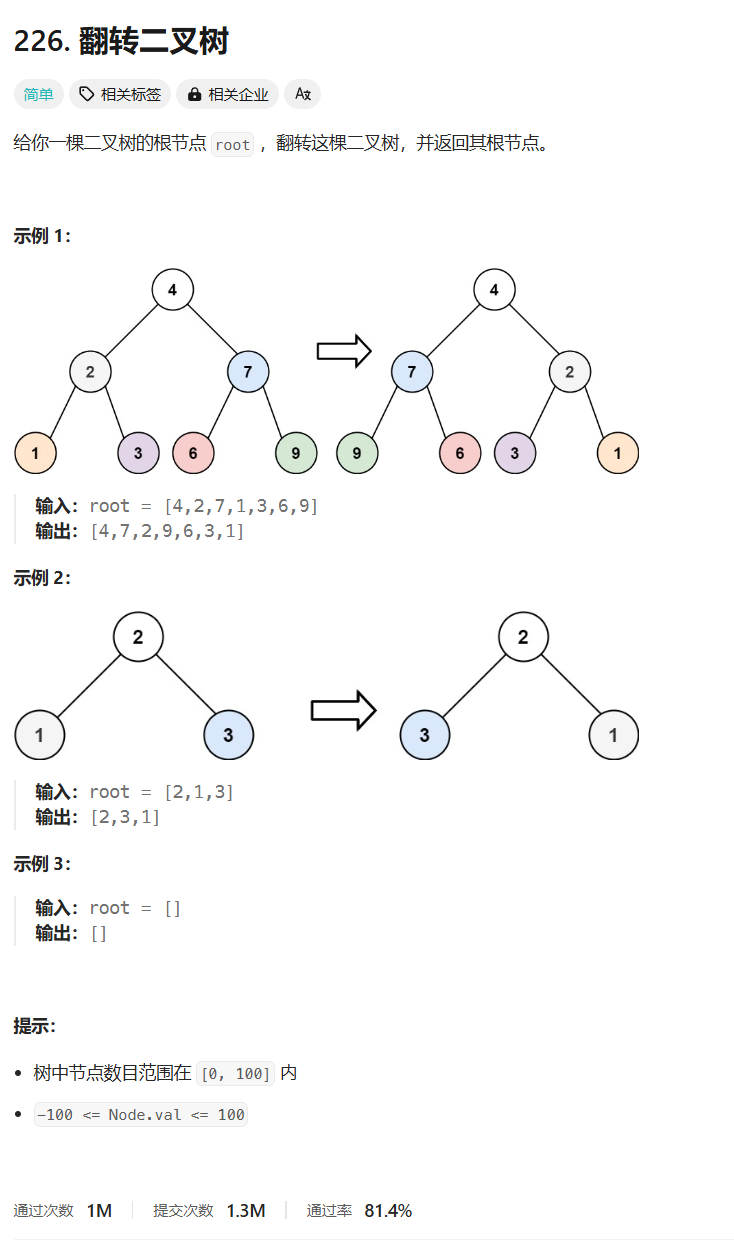 226. 翻转二叉树
简单 相关标签 相关企业 A文
给你一棵二叉树的根节点 root ，翻转这棵二叉树，并返回其根节点。
示例 1：
4 4
2 7 7 2
1 3 6 9 9 6 3 1
输入：root = [4,2,7,1,3,6,9]
输出：[4,7,2,9,6,3,1]
示例 2：
2 2
1 3 3 1
输入：root = [2,1,3]
输出：[2,3,1]
示例 3：
输入：root = []
输出：[]
提示：
• 树中节点数目范围在 [0, 100] 内
• -100 <= Node.val <= 100
通过次数 1M 提交次数 1.3M 通过率 81.4%